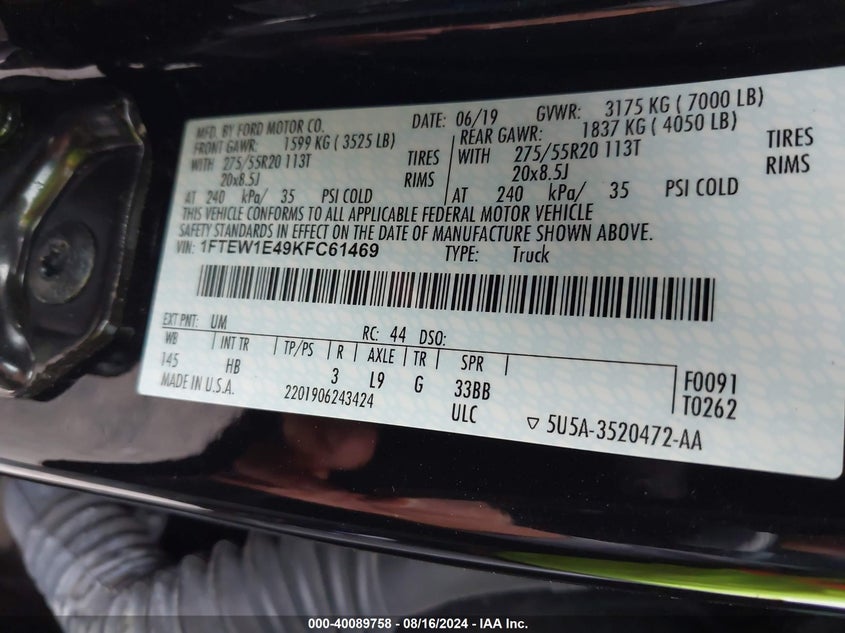 MFD. BY FORD MOTOR CO. DATE: 06/19 GVWR: 3175 KG ( 7000 LB)
FRONT GAWR: 1599 KG ( 3525 LB) REAR GAWR: 1837 KG ( 4050 LB)
WITH 275/55R20 113T TIRES WITH 275/55R20 113T TIRES
20x8.5J RIMS 20x8.5J RIMS
AT 240 kPa/ 35 PSI COLD AT 240 kPa/ 35 PSI COLD
THIS VEHICLE CONFORMS TO ALL APPLICABLE FEDERAL MOTOR VEHICLE
SAFETY STANDARDS IN EFFECT ON THE DATE OF MANUFACTURE SHOWN ABOVE.
VIN: 1FTEW1E49KFC61469 TYPE: Truck
EXT PNT: UM RC: 44 DSO:
WB INT TR TP/PS R AXLE TR SPR
145 HB 3 L9 G 33BB F0091
MADE IN U.S.A. 2201906243424 ULC T0262
▽ 5U5A-3520472-AA
000-40089758 - 08/16/2024 - IAA Inc.